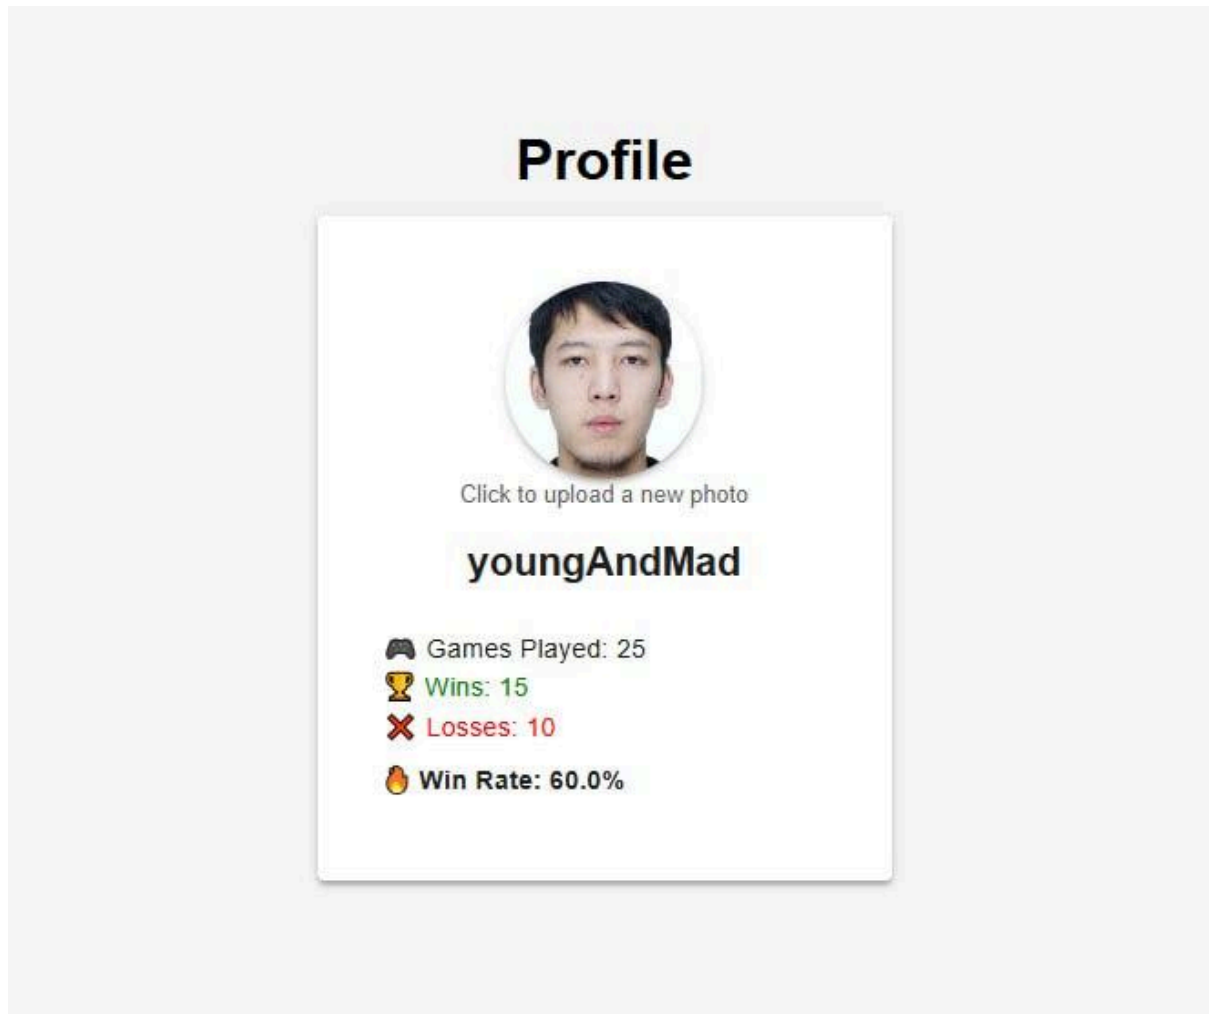 Profile
Click to upload a new photo
youngAndMad
🎮 Games Played: 25
🏆 Wins: 15
❌ Losses: 10
🔥 Win Rate: 60.0%